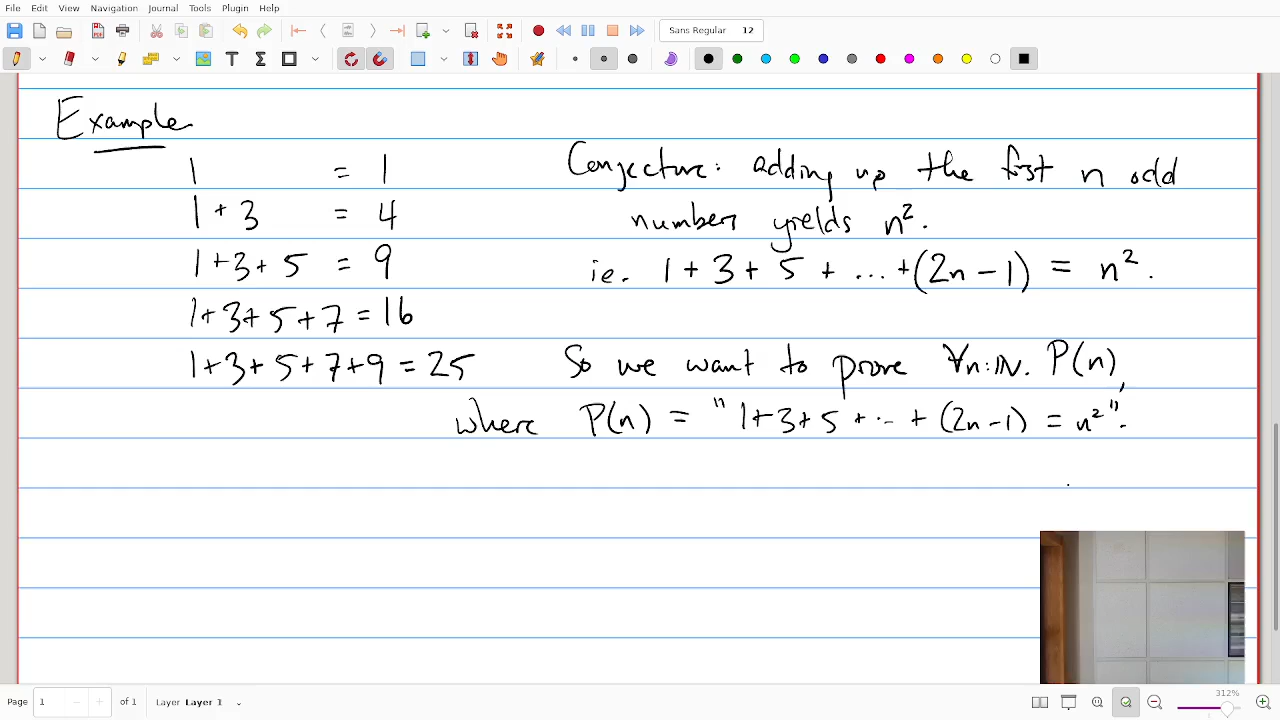 File Edit View Navigation Journal Tools Plugin Help
Sans Regular 12
Example
1 = 1
1 + 3 = 4
1+3+5 = 9
1+3+5+7=16
1+3+5+7+9=25
Conjecture: adding up the first n odd
numbers yields n².
ie. 1 + 3 + 5 + ... +(2n-1) = n².
So we want to prove ∀n:ℕ. P(n),
where P(n) = "1+3+5+...+(2n-1) = n²".
Page 1 of 1 Layer Layer 1 312%